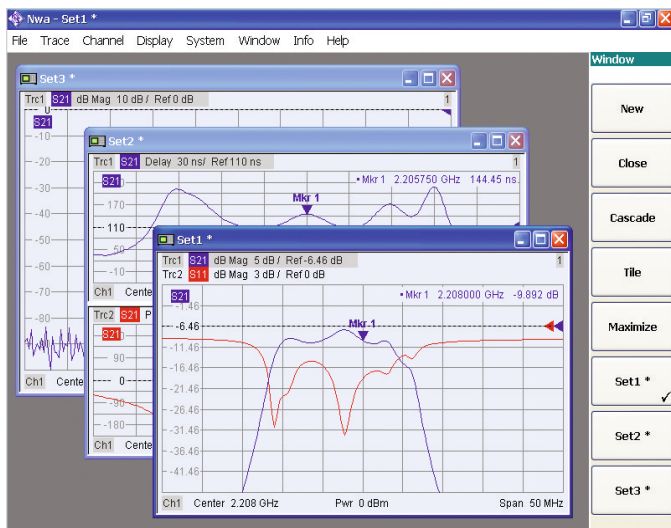 Nwa - Set1 *
File Trace Channel Display System Window Info Help
Window
New
Close
Cascade
Tile
Maximize
Set1 * ✓
Set2 *
Set3 *
Set3 *
Trc1 S21 dB Mag 10 dB / Ref 0 dB 1
S21
-10
-20
-30
-40
-50
-60
-70
-80
Ch1 Center
Set2 *
Trc1 S21 Delay 30 ns/ Ref 110 ns 1
S21
•Mkr 1 2.205750 GHz 144.45 ns
Mkr 1
170
110
50
-10
Ch1 Cente
Trc2 S11 P
S21
90
0
-90
-180
Ch1 Cente
Set1 *
Trc1 S21 dB Mag 5 dB / Ref -6.46 dB 1
Trc2 S11 dB Mag 3 dB / Ref 0 dB
S21
•Mkr 1 2.208000 GHz -9.892 dB
Mkr 1
-1.46
-6.46
-11.46
-16.46
-21.46
-26.46
-31.46
-36.46
-41.46
Ch1 Center 2.208 GHz Pwr 0 dBm Span 50 MHz